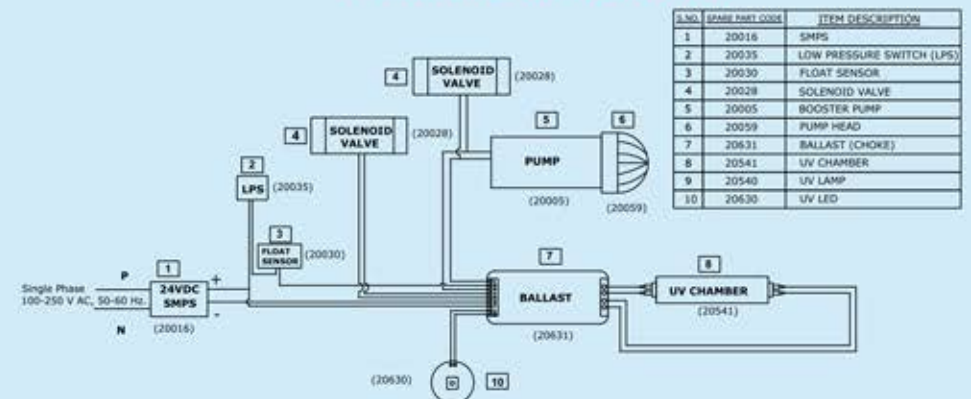 S.NO. SPARE PART CODE ITEM DESCRIPTION
1 20016 SMPS
2 20035 LOW PRESSURE SWITCH (LPS)
3 20030 FLOAT SENSOR
4 20028 SOLENOID VALVE
5 20005 BOOSTER PUMP
6 20059 PUMP HEAD
7 20631 BALLAST (CHOKE)
8 20541 UV CHAMBER
9 20540 UV LAMP
10 20630 UV LED
4 SOLENOID
VALVE
(20028)
4 SOLENOID
VALVE
(20028)
5
6
PUMP
(20005)
(20059)
2
LPS
(20035)
3
FLOAT
SENSOR
(20030)
1
P
Single Phase
100-250 V AC, 50-60 Hz.
N
+
24VDC
SMPS
-
(20016)
7
BALLAST
(20631)
8
UV CHAMBER
(20541)
(20630)
10